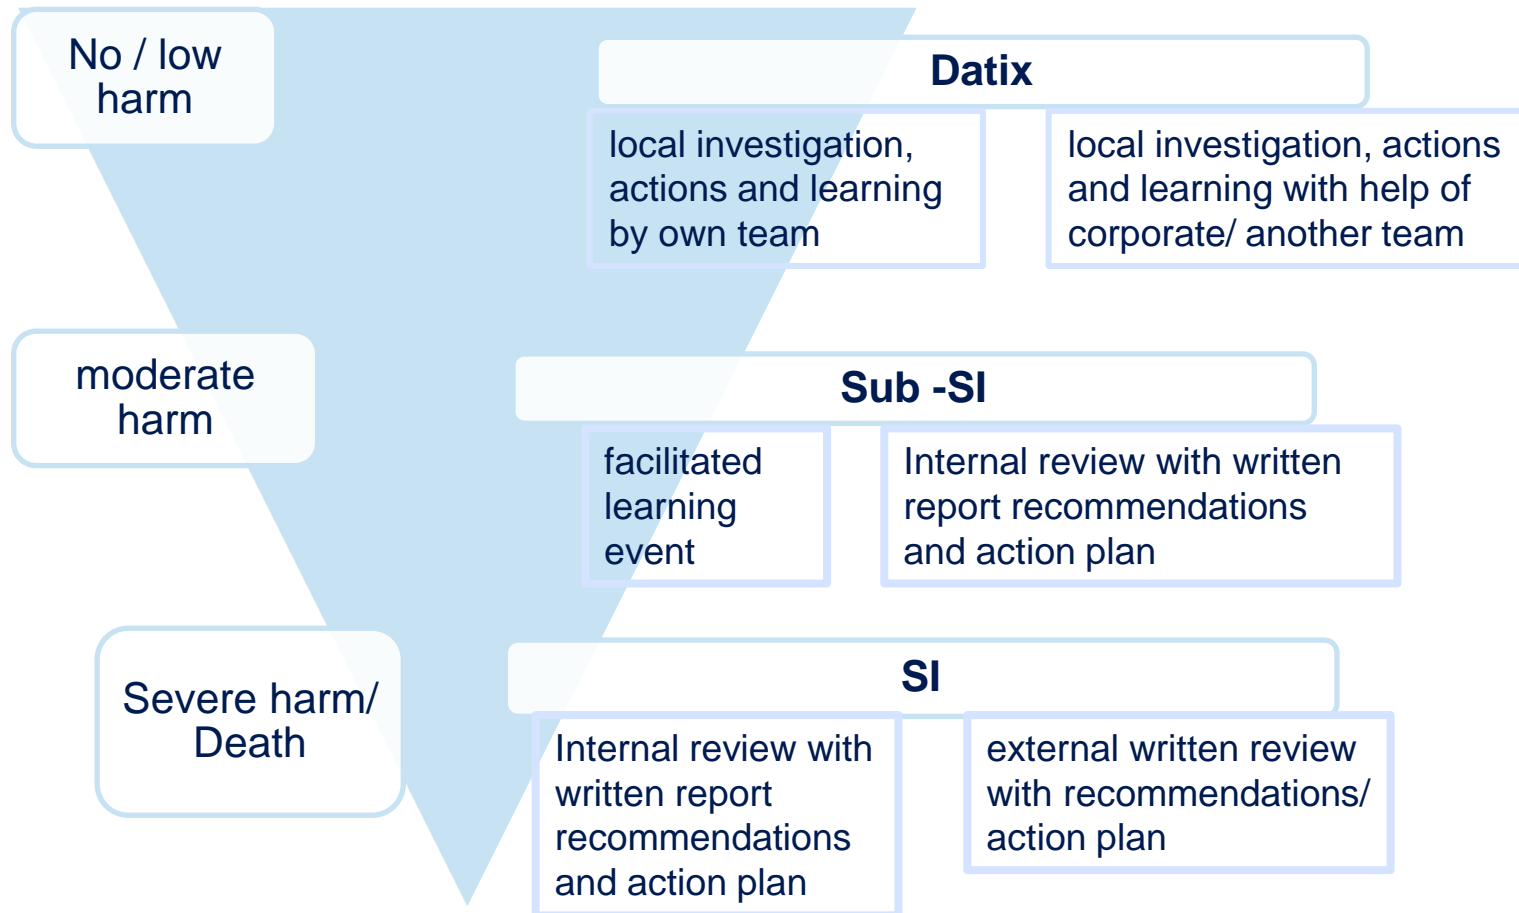 No / low
harm
Datix
local investigation,
actions and learning
by own team
local investigation, actions
and learning with help of
corporate/ another team
moderate
harm
Sub -SI
facilitated
learning
event
Internal review with written
report recommendations
and action plan
Severe harm/
Death
SI
Internal review with
written report
recommendations
and action plan
external written review
with recommendations/
action plan